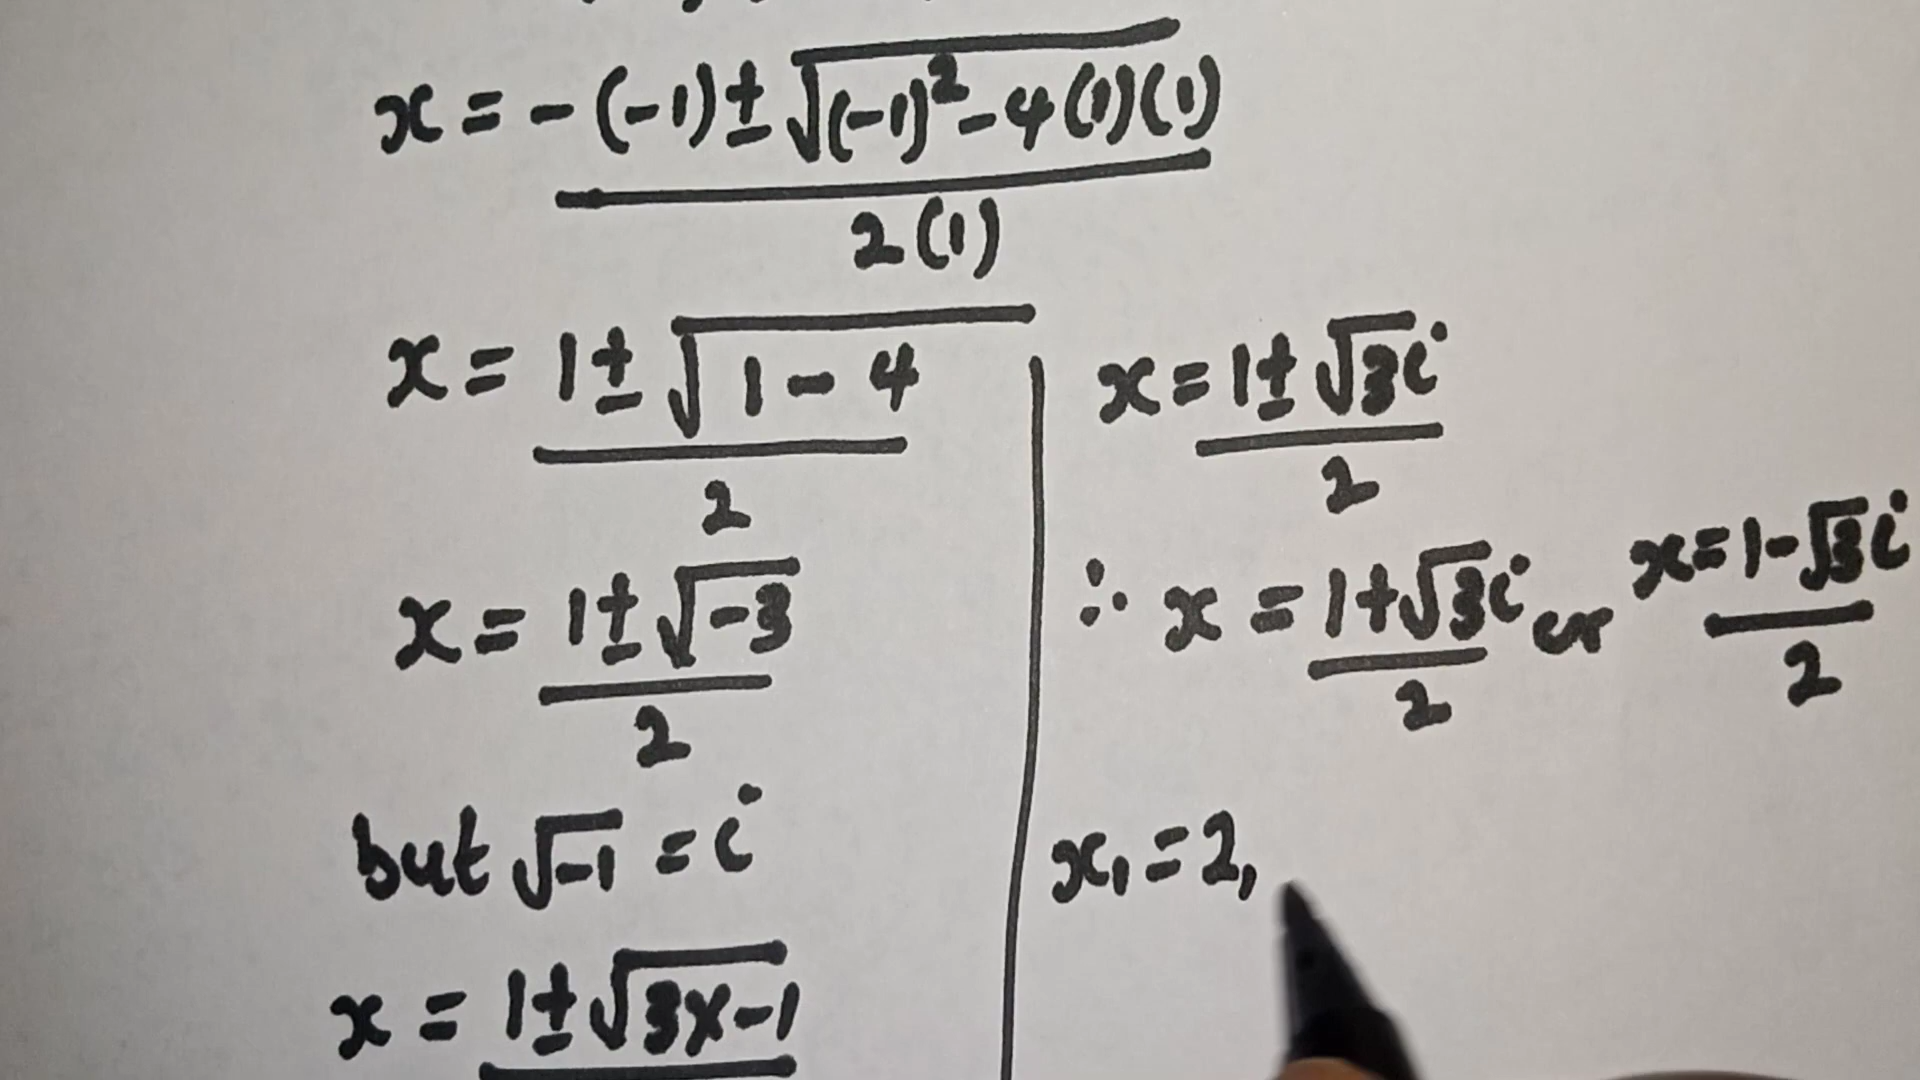 x = -(-1) ± √(-1)² - 4(1)(1)
2(1)
x = 1 ± √1 - 4
2
x = 1 ± √-3
2
but √-1 = i
x = 1 ± √3x-1
x = 1 ± √3i
2
∴ x = 1 + √3i or x = 1 - √3i
2 2
x₁ = 2,